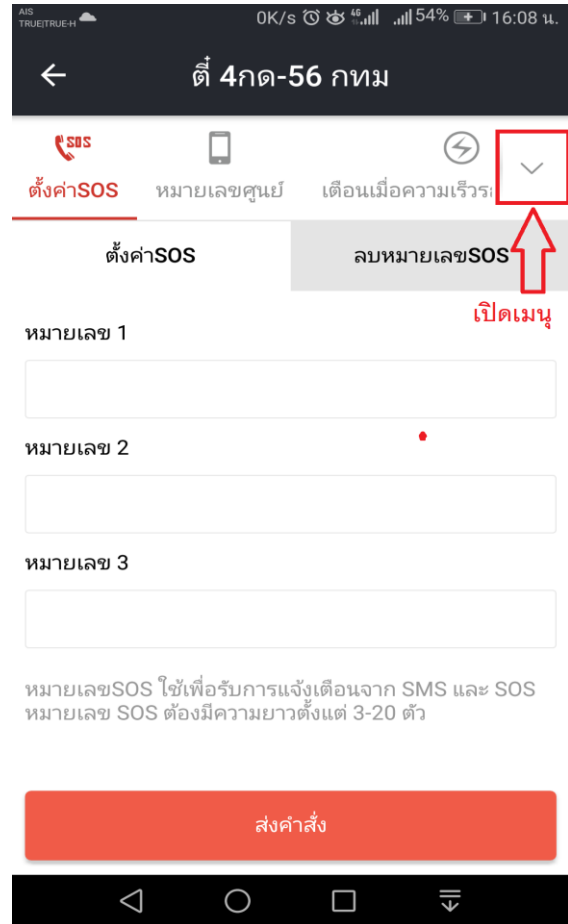 AIS
TRUE|TRUE-H
0K/s 4G 54% 16:08 น.
ตี๋ 4กด-56 กทม
SOS
ตั้งค่าSOS หมายเลขศูนย์ เตือนเมื่อความเร็วร
ตั้งค่าSOS ลบหมายเลขSOS
เปิดเมนุ
หมายเลข 1
หมายเลข 2
หมายเลข 3
หมายเลขSOS ใช้เพื่อรับการแจ้งเตือนจาก SMS และ SOS
หมายเลข SOS ต้องมีความยาวตั้งแต่ 3-20 ตัว
ส่งคำสั่ง